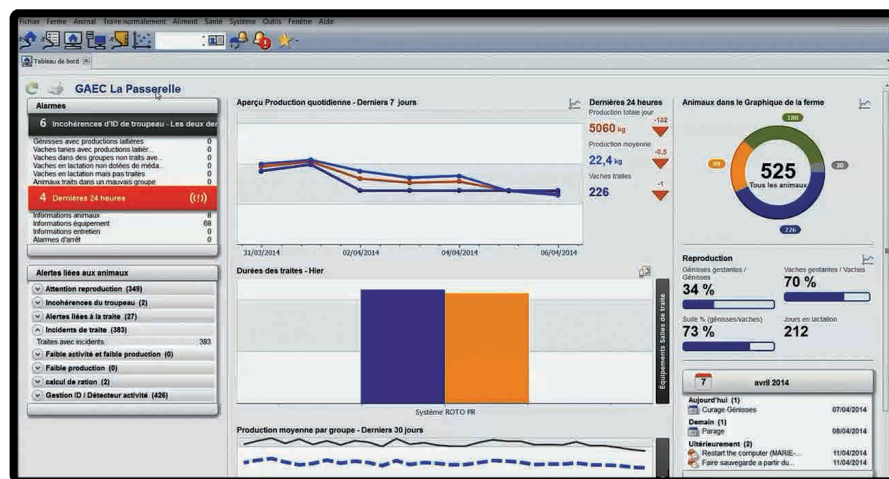 Fichier Ferme Animal Traire normalement Aliment Santé Système Outils Fenêtre Aide
Tableau de bord
GAEC La Passerelle
Alarmes
6 Incohérences d'ID de troupeau - Les deux der
Génisses avec productions laitières 0
Vaches taries avec productions laitièr... 0
Vaches dans des groupes non traits ave... 0
Vaches en lactation non dotées de méda... 0
Vaches en lactation mais pas traites 0
Animaux traits dans un mauvais groupe 0
4 Dernières 24 heures ((!))
Informations animaux 8
Informations équipement 68
Informations entretien 0
Alarmes d'arrêt 0
Alertes liées aux animaux
Attention reproduction (349)
Incohérences du troupeau (2)
Alertes liées à la traite (27)
Incidents de traite (383)
Traites avec incidents 383
Faible activité et faible production (0)
Faible production (0)
calcul de ration (2)
Gestion ID / Détecteur activité (426)
Aperçu Production quotidienne - Derniers 7 jours
31/03/2014 02/04/2014 04/04/2014 06/04/2014
Dernières 24 heures
Production totale jour
5060 kg -132
Production moyenne
22,4 kg -0,5
Vaches traites
226 -1
Durées des traites - Hier
Système ROTO PR
Équipements Salles de traite
Production moyenne par groupe - Derniers 30 jours
Animaux dans le Graphique de la ferme
180
99
20
525
Tous les animaux
226
Reproduction
Génisses gestantes / Génisses
34 %
Vaches gestantes / Vaches
70 %
Suite % (génisses/vaches)
73 %
Jours en lactation
212
7 avril 2014
Aujourd'hui (1)
Curage Génisses 07/04/2014
Demain (1)
Parage 08/04/2014
Ultérieurement (2)
Restart the computer (MARIE-... 11/04/2014
Faire sauvegarde a partir du... 11/04/2014